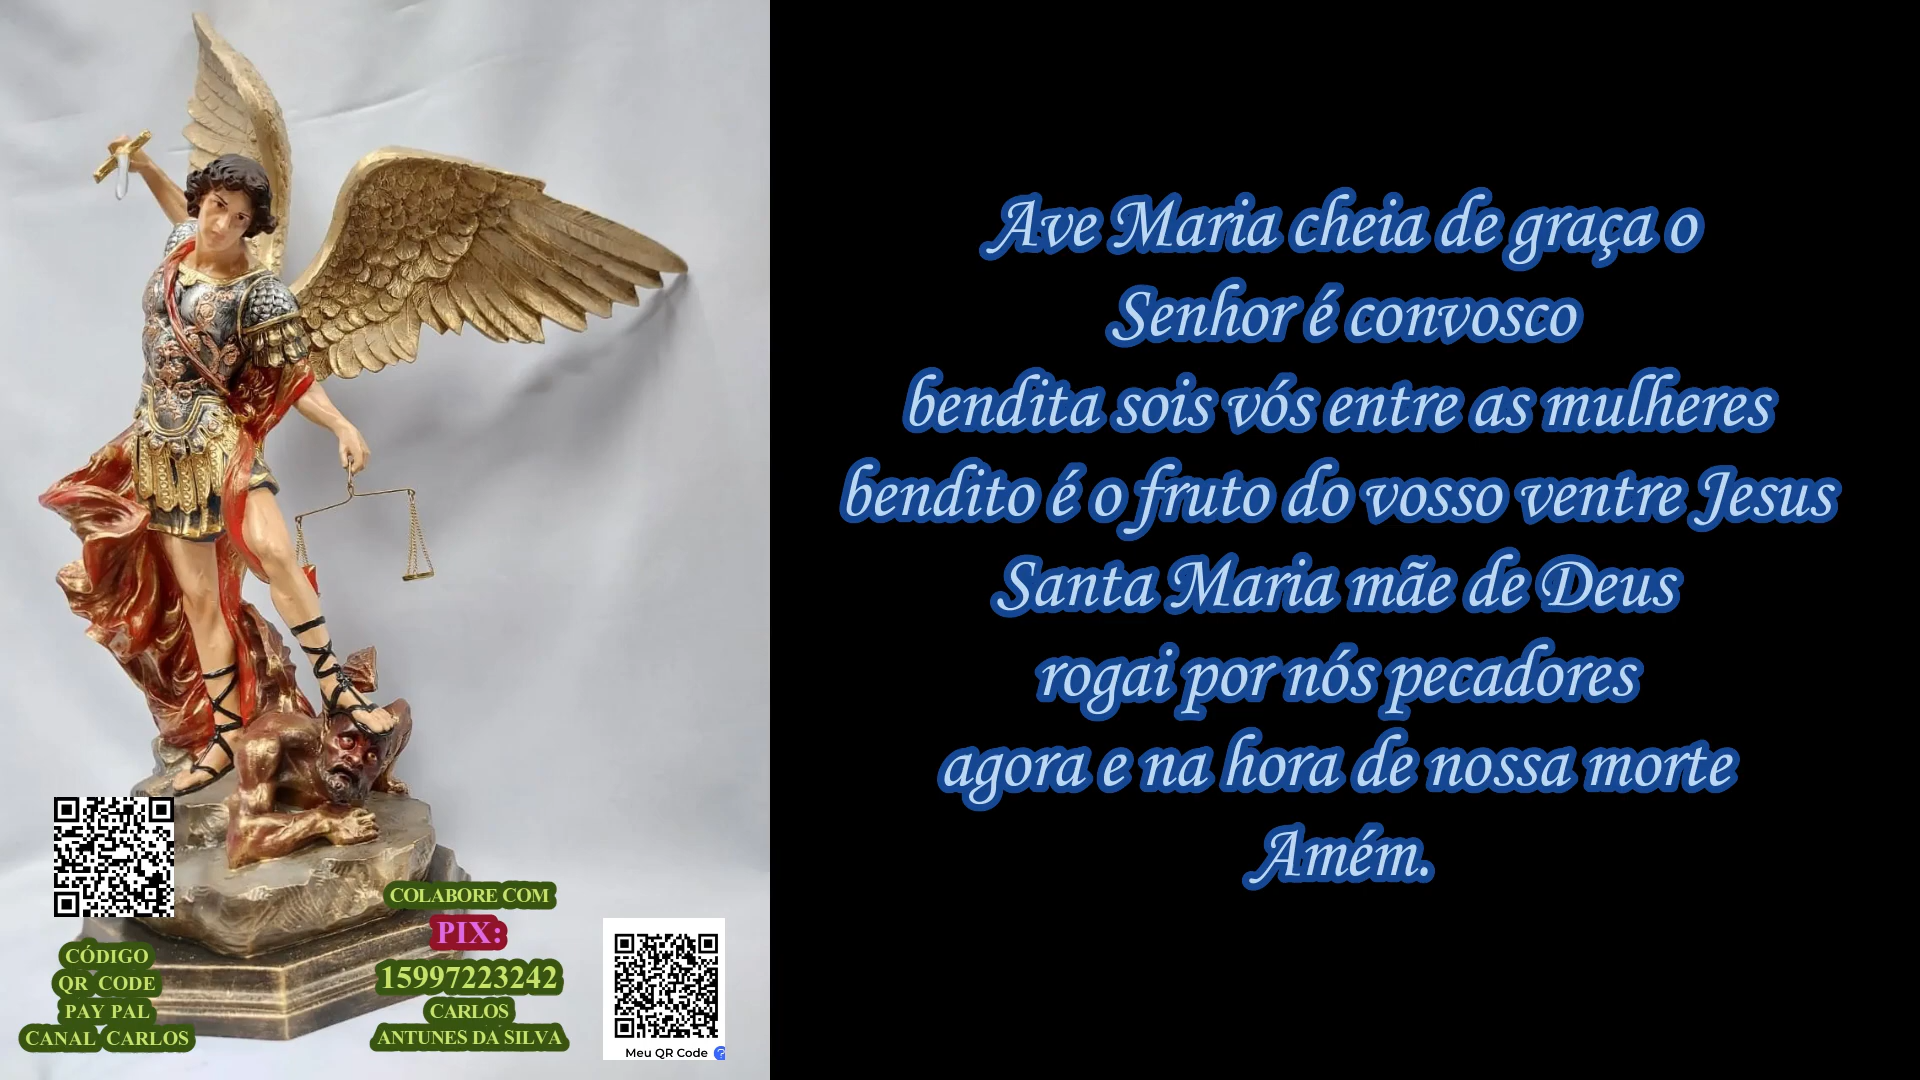 Ave Maria cheia de graça o
Senhor é convosco
bendita sois vós entre as mulheres
bendito é o fruto do vosso ventre Jesus
Santa Maria mãe de Deus
rogai por nós pecadores
agora e na hora de nossa morte
Amém.
CÓDIGO
QR CODE
PAY PAL
CANAL CARLOS
COLABORE COM
PIX:
15997223242
CARLOS
ANTUNES DA SILVA
Meu QR Code ?